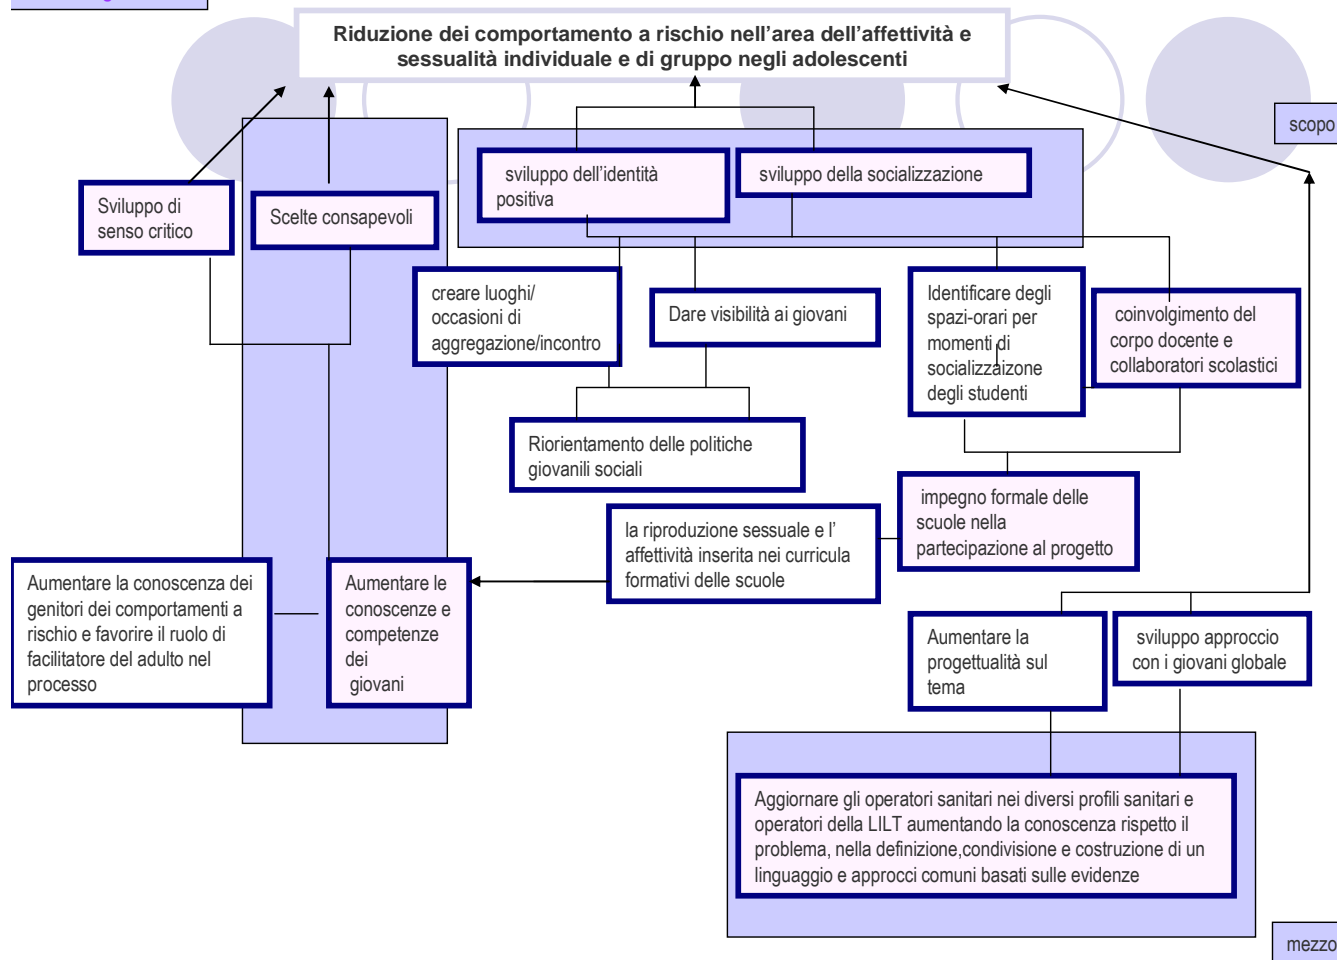 Riduzione dei comportamento a rischio nell'area dell'affettività e
sessualità individuale e di gruppo negli adolescenti
scopo
sviluppo dell'identità
positiva
sviluppo della socializzazione
Sviluppo di
senso critico
Scelte consapevoli
creare luoghi/
occasioni di
aggregazione/incontro
Dare visibilità ai giovani
Identificare degli
spazi-orari per
momenti di
socializzaizone
degli studenti
coinvolgimento del
corpo docente e
collaboratori scolastici
Riorientamento delle politiche
giovanili sociali
impegno formale delle
scuole nella
partecipazione al progetto
la riproduzione sessuale e l'
affettività inserita nei curricula
formativi delle scuole
Aumentare la conoscenza dei
genitori dei comportamenti a
rischio e favorire il ruolo di
facilitatore del adulto nel
processo
Aumentare le
conoscenze e
competenze
dei
giovani
Aumentare la
progettualità sul
tema
sviluppo approccio
con i giovani globale
Aggiornare gli operatori sanitari nei diversi profili sanitari e
operatori della LILT aumentando la conoscenza rispetto il
problema, nella definizione,condivisione e costruzione di un
linguaggio e approcci comuni basati sulle evidenze
mezzo